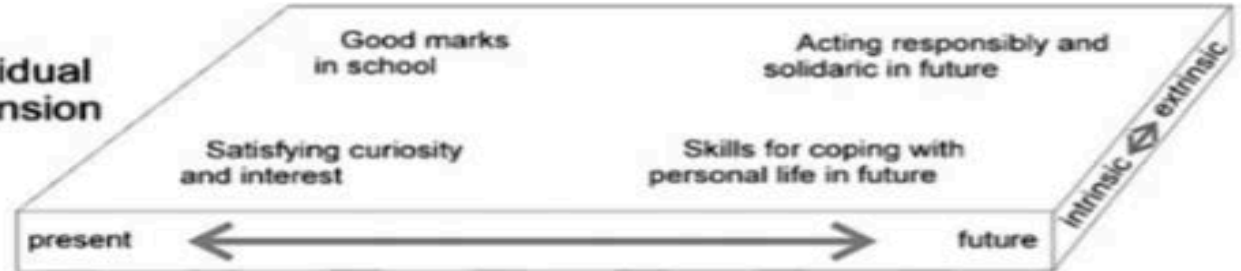 Good marks
in school
Acting responsibly and
solidaric in future
idual
nsion
Satisfying curiosity
and interest
Skills for coping with
personal life in future
intrinsic
extrinsic
present
future